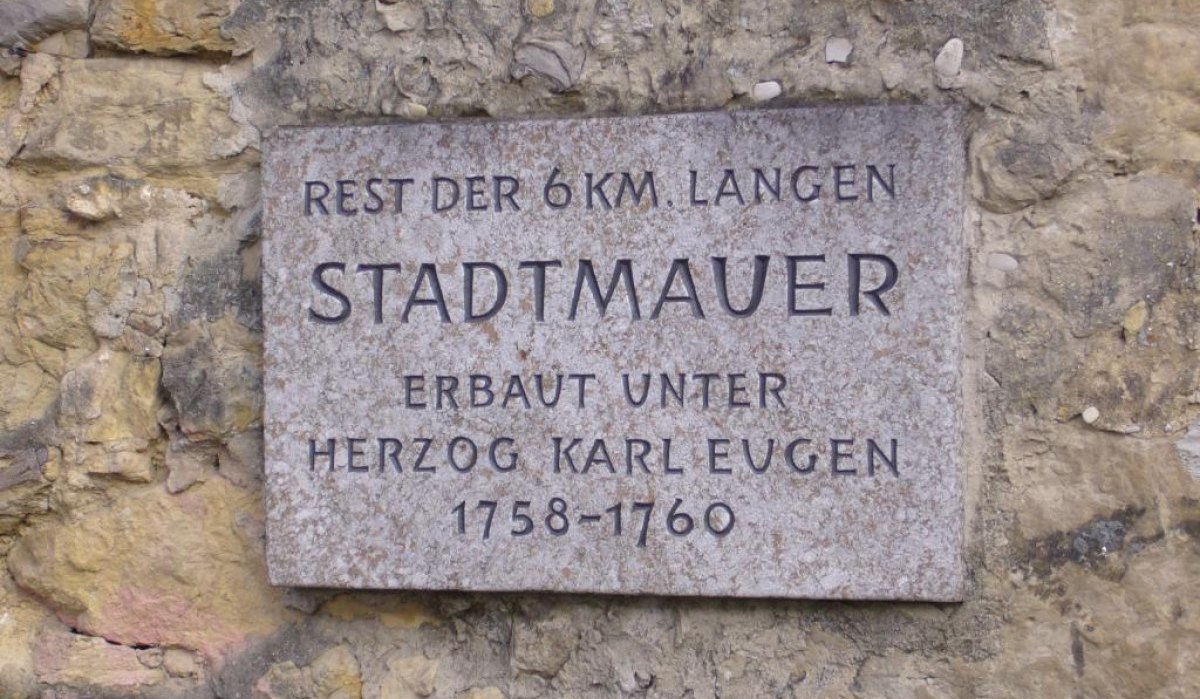 REST DER 6 KM. LANGEN
STADTMAUER
ERBAUT UNTER
HERZOG KARL EUGEN
1758-1760